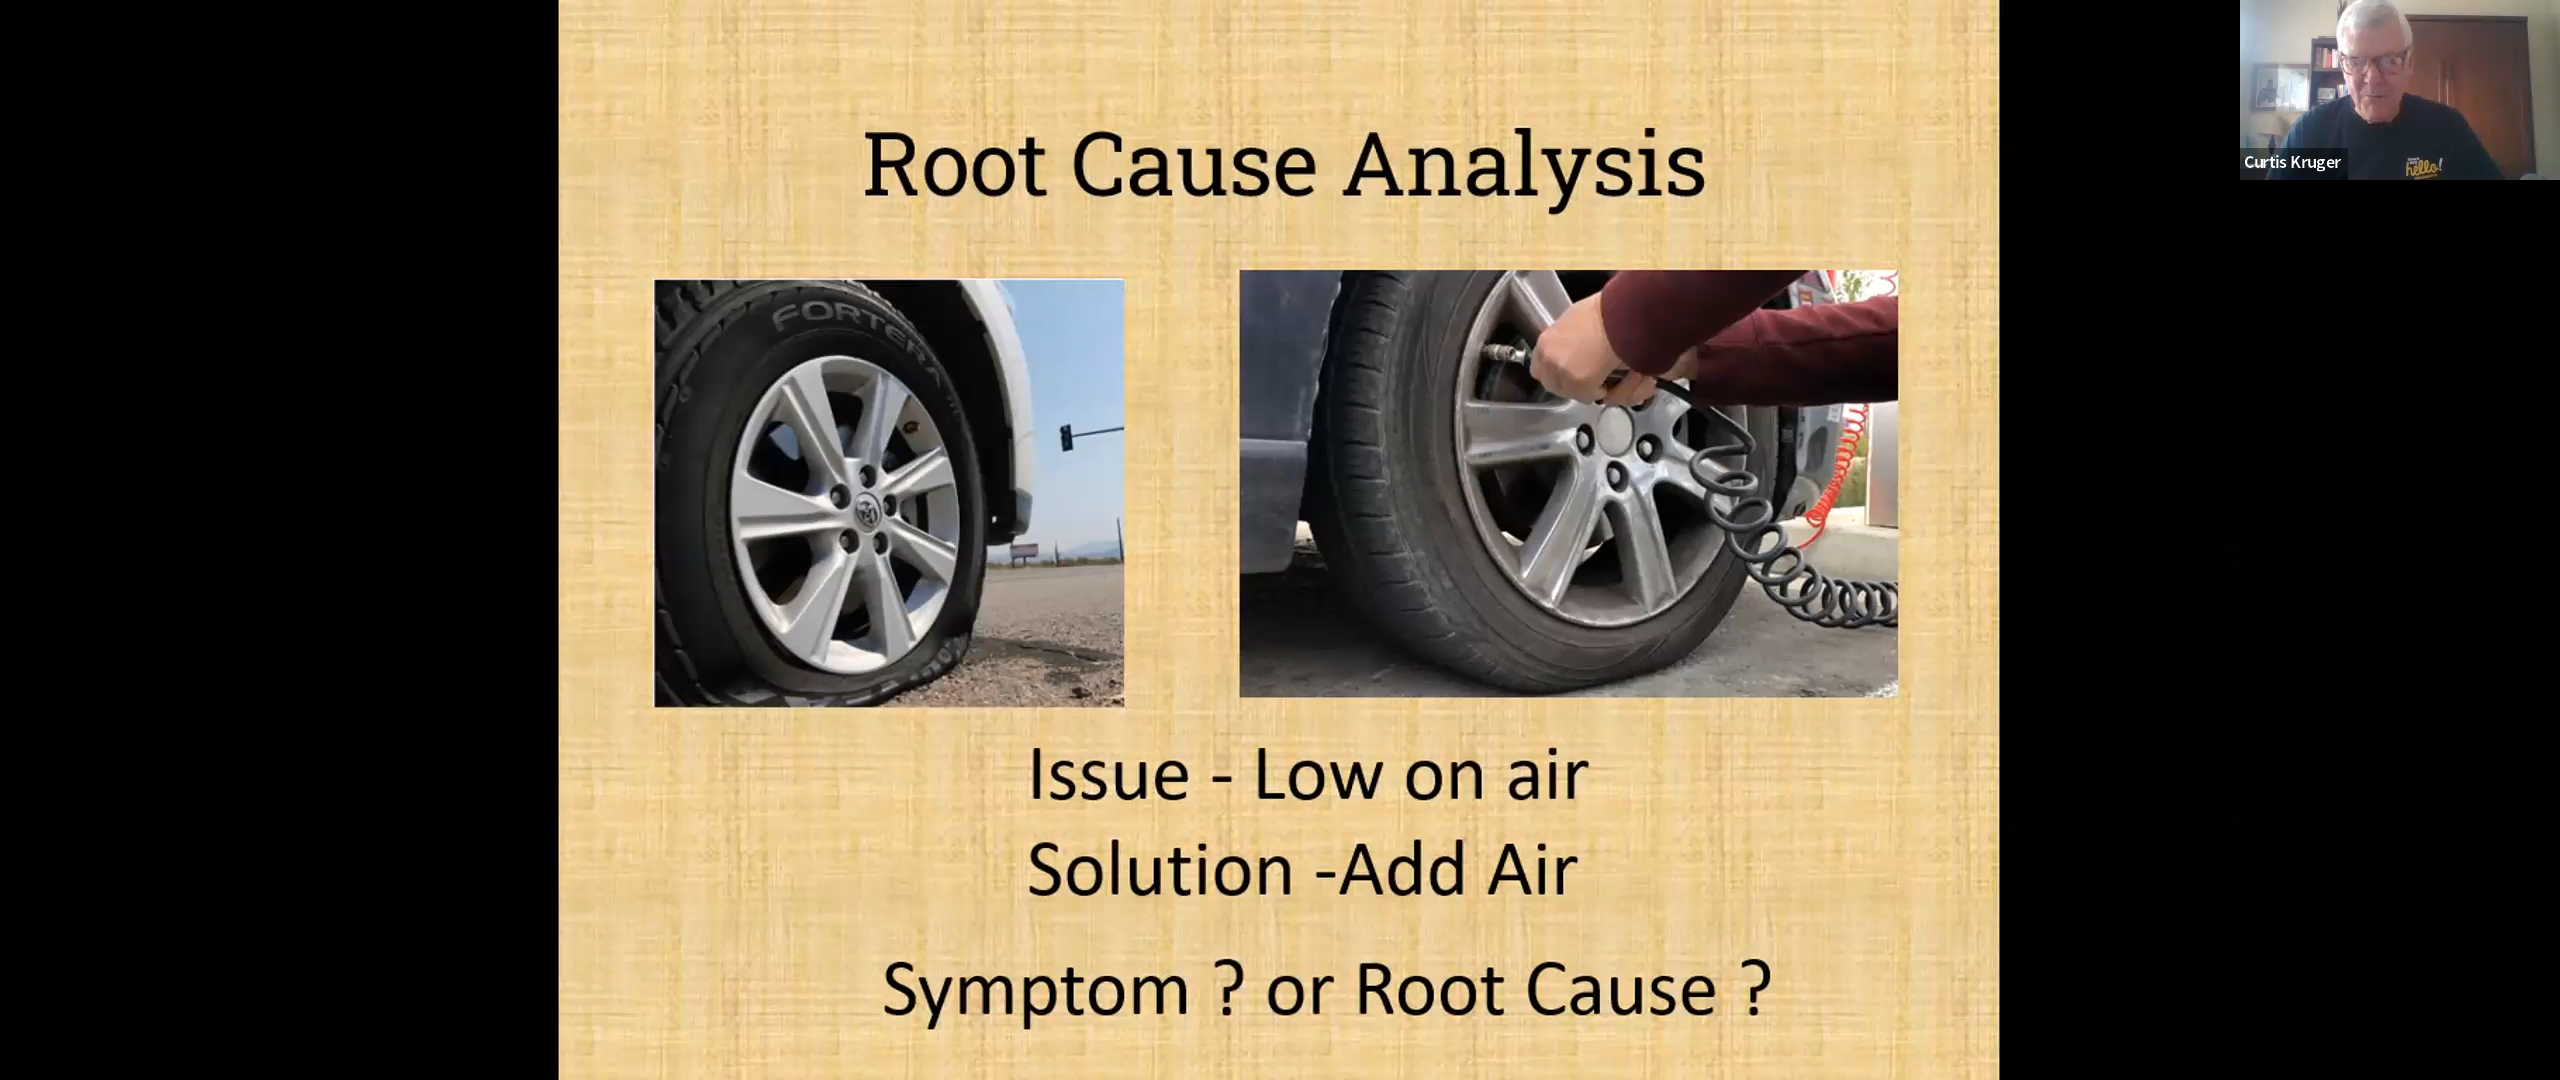 Root Cause Analysis
FORTERA
Issue - Low on air
Solution -Add Air
Symptom ? or Root Cause ?
hello!
Curtis Kruger